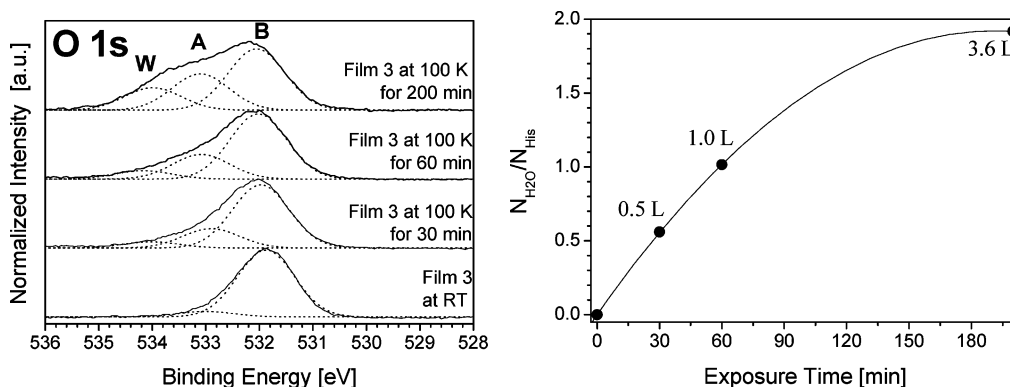 O 1s
W
A
B
Film 3 at 100 K
for 200 min
Film 3 at 100 K
for 60 min
Film 3 at 100 K
for 30 min
Film 3
at RT
Normalized Intensity [a.u.]
536 535 534 533 532 531 530 529 528
Binding Energy [eV]
N_H2O/N_His
2.0
1.5
1.0
0.5
0.0
3.6 L
1.0 L
0.5 L
0 30 60 90 120 150 180
Exposure Time [min]